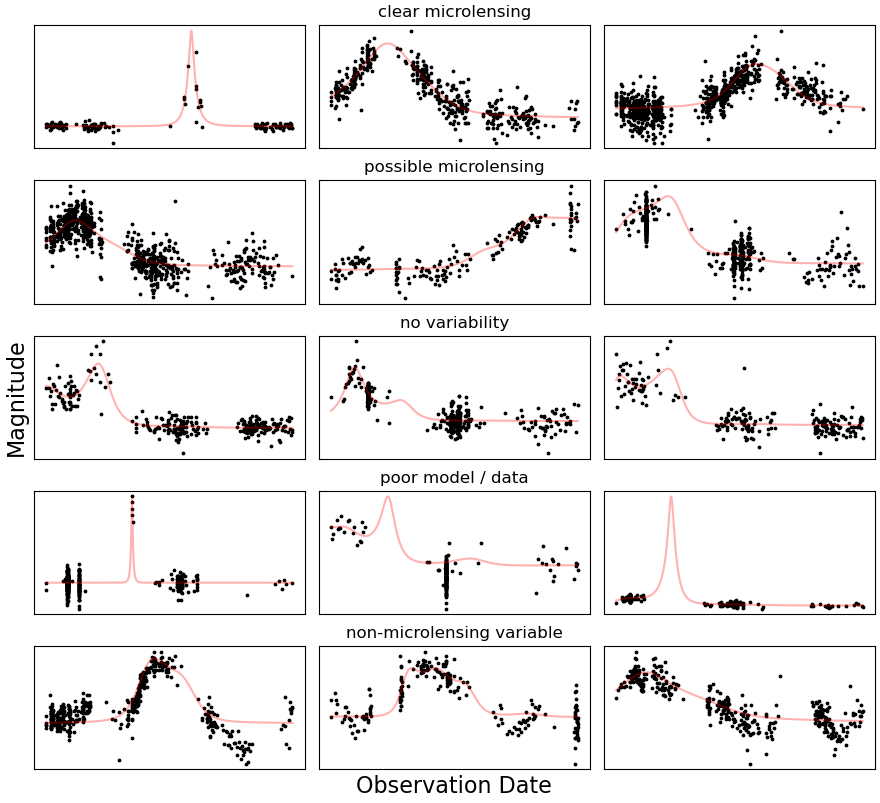 clear microlensing
possible microlensing
no variability
Magnitude
poor model / data
non-microlensing variable
Observation Date